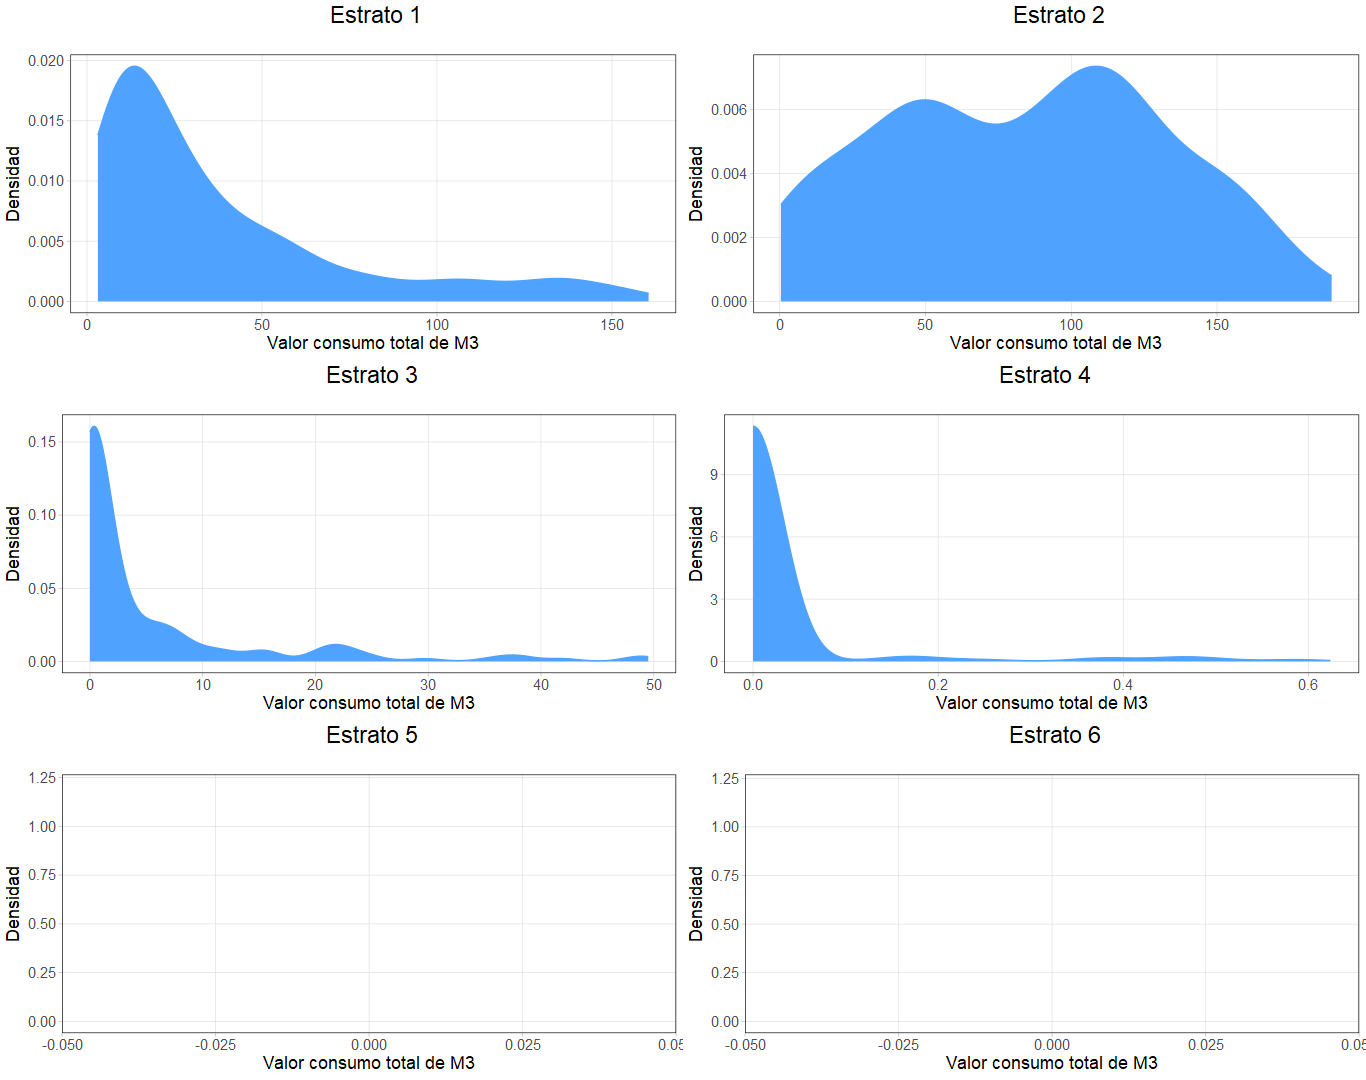 Estrato 1
0.020
0.015
0.010
0.005
0.000
Densidad
0 50 100 150
Valor consumo total de M3
Estrato 2
0.006
0.004
0.002
0.000
Densidad
0 50 100 150
Valor consumo total de M3
Estrato 3
0.15
0.10
0.05
0.00
Densidad
0 10 20 30 40 50
Valor consumo total de M3
Estrato 4
9
6
3
0
Densidad
0.0 0.2 0.4 0.6
Valor consumo total de M3
Estrato 5
1.25
1.00
0.75
0.50
0.25
0.00
Densidad
-0.050 -0.025 0.000 0.025
Valor consumo total de M3
Estrato 6
1.25
1.00
0.75
0.50
0.25
0.00
Densidad
-0.050 -0.025 0.000 0.025
Valor consumo total de M3